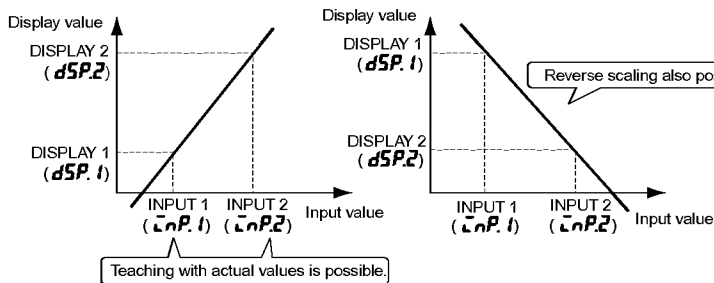 Display value
DISPLAY 2
(dSP.2)
DISPLAY 1
(dSP.1)
INPUT 1
(inP.1)
INPUT 2
(inP.2)
Input value
Teaching with actual values is possible.
Display value
DISPLAY 1
(dSP.1)
DISPLAY 2
(dSP.2)
Reverse scaling also po
INPUT 1
(inP.1)
INPUT 2
(inP.2)
Input value